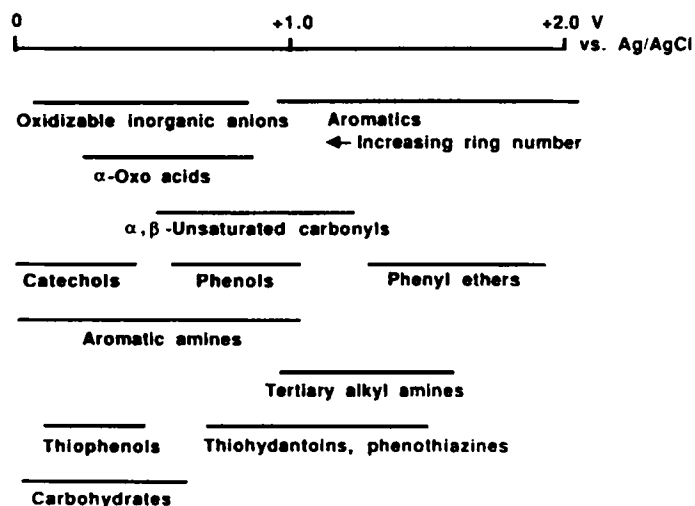 0 +1.0 +2.0 V
vs. Ag/AgCl
Oxidizable inorganic anions Aromatics
← Increasing ring number
α-Oxo acids
α,β-Unsaturated carbonyls
Catechols Phenols Phenyl ethers
Aromatic amines
Tertiary alkyl amines
Thiophenols Thiohydantoins, phenothiazines
Carbohydrates